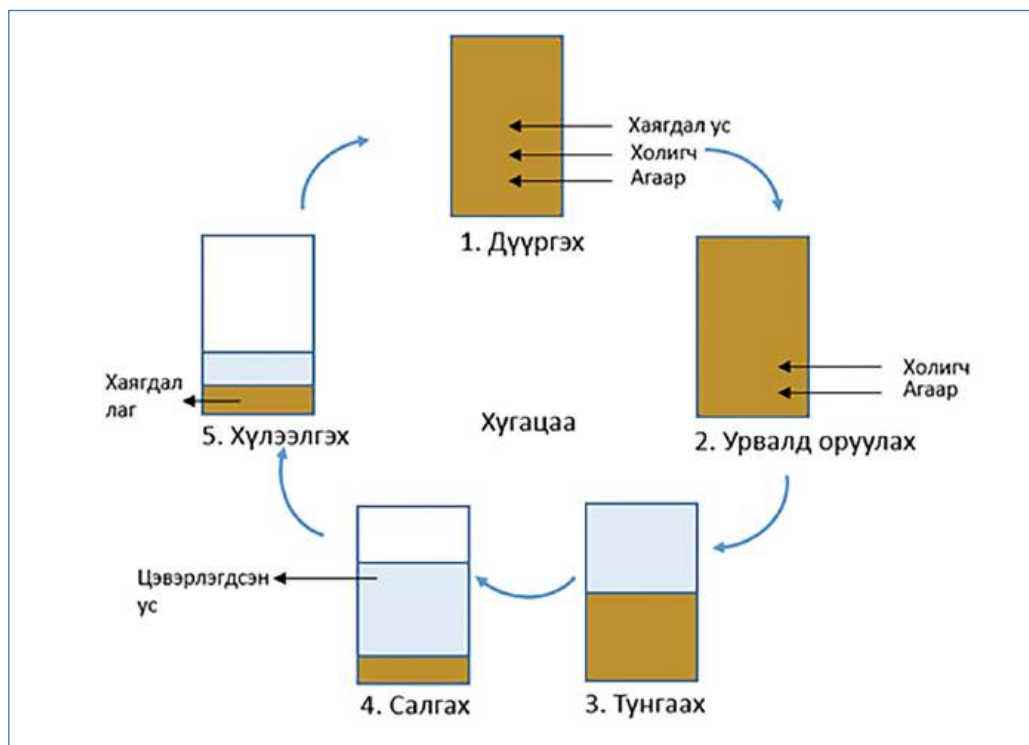 Хаягдал ус
Холигч
Агаар
1. Дүүргэх
Холигч
Агаар
2. Урвалд оруулах
3. Тунгаах
Цэвэрлэгдсэн
ус
4. Салгах
Хаягдал
лаг
5. Хүлээлгэх
Хугацаа